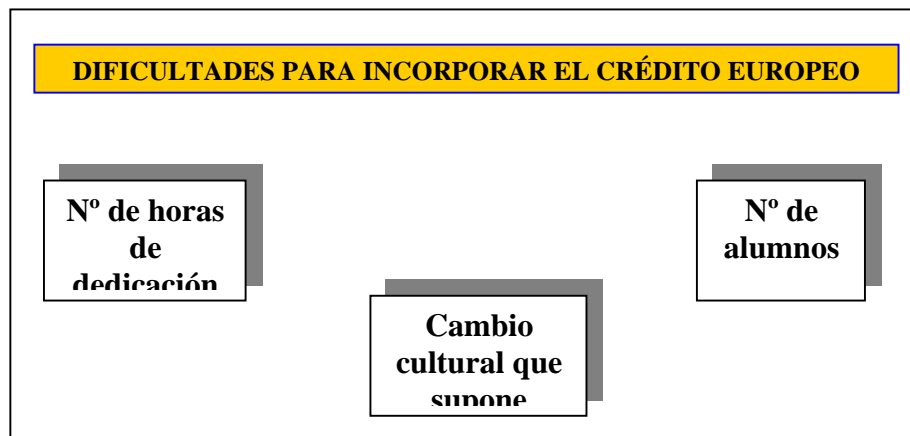 DIFICULTADES PARA INCORPORAR EL CRÉDITO EUROPEO
Nº de horas
de
dedicación
Nº de
alumnos
Cambio
cultural que
supone